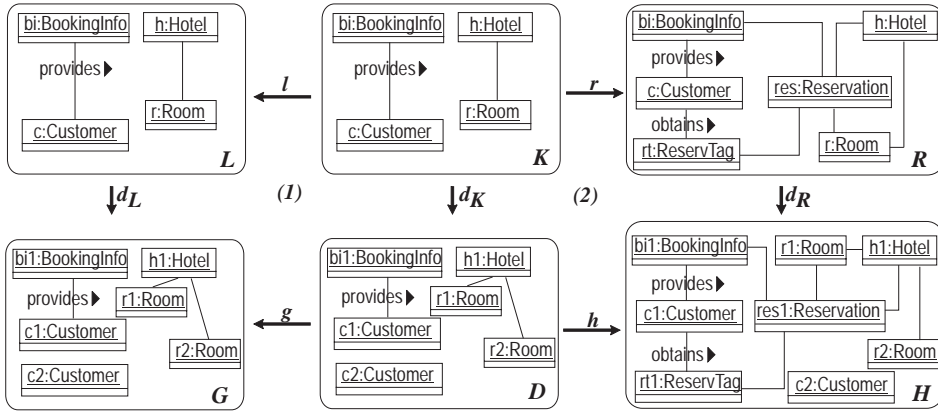 bi:BookingInfo
h:Hotel
provides
r:Room
c:Customer
L
l
bi:BookingInfo
h:Hotel
provides
r:Room
c:Customer
K
r
bi:BookingInfo
h:Hotel
provides
c:Customer
res:Reservation
obtains
rt:ReservTag
r:Room
R
dL
(1)
dK
(2)
dR
bi1:BookingInfo
h1:Hotel
provides
r1:Room
c1:Customer
r2:Room
c2:Customer
G
g
bi1:BookingInfo
h1:Hotel
provides
r1:Room
c1:Customer
r2:Room
c2:Customer
D
h
bi1:BookingInfo
r1:Room
h1:Hotel
provides
c1:Customer
res1:Reservation
obtains
r2:Room
rt1:ReservTag
c2:Customer
H